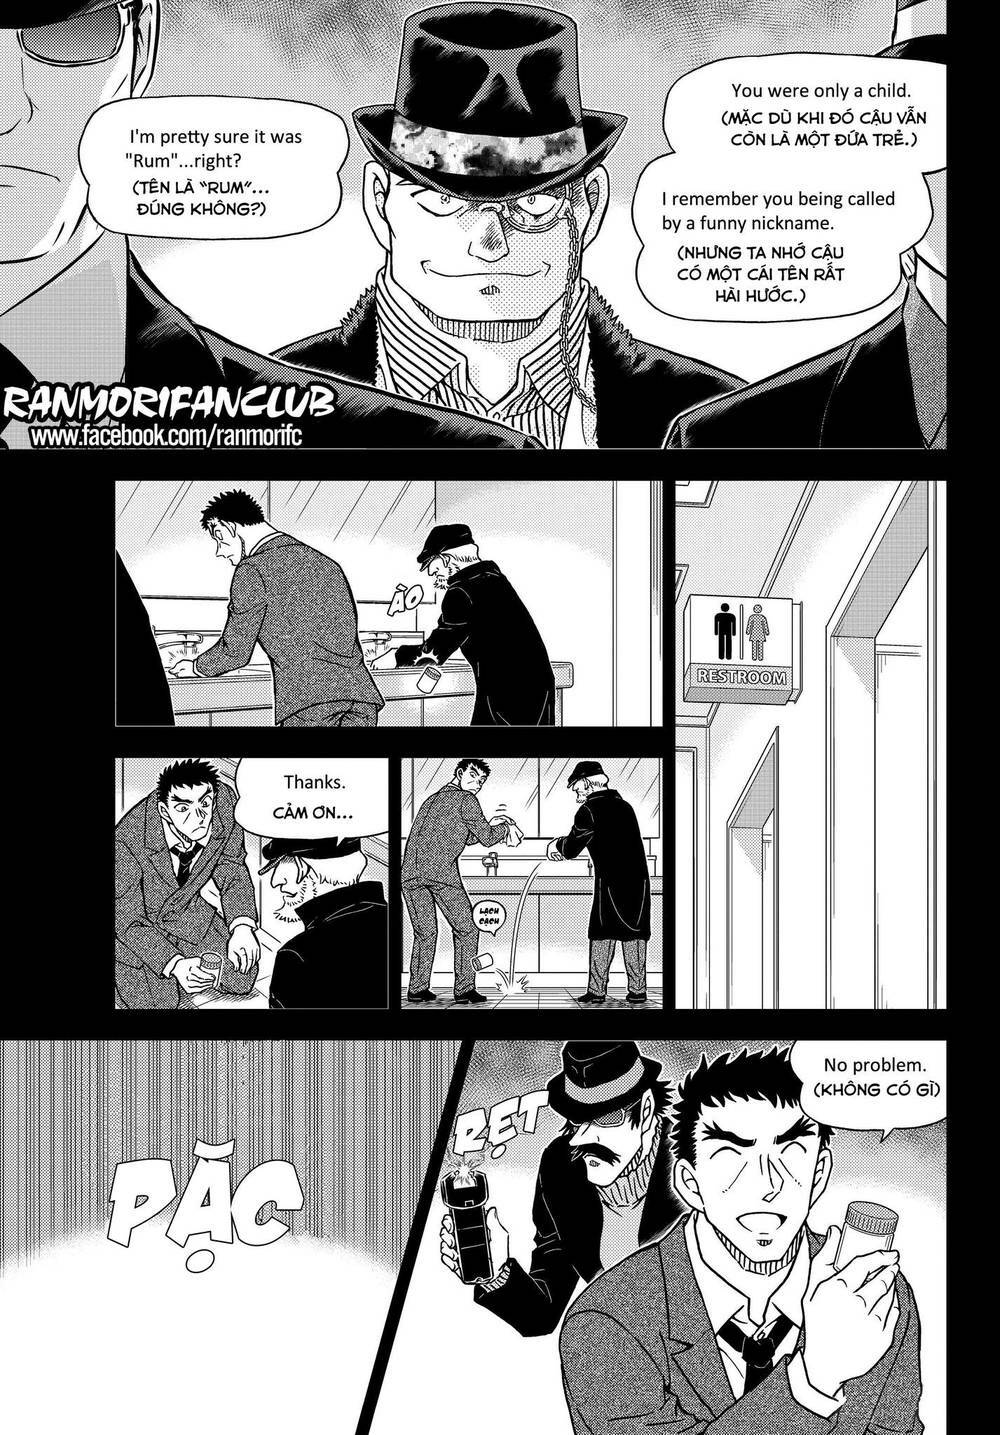 You were only a child.
(MẶC DÙ KHI ĐÓ CẬU VẪN
CÒN LÀ MỘT ĐỨA TRẺ.)
I remember you being called
by a funny nickname.
(NHƯNG TA NHỚ CẬU
CÓ MỘT CÁI TÊN RẤT
HÀI HƯỚC.)
I'm pretty sure it was
"Rum"...right?
(TÊN LÀ "RUM"...
ĐÚNG KHÔNG?)
RANMORIFANCLUB
www.facebook.com/ranmorifc
RESTROOM
ÀO
LẠCH
CẠCH
Thanks.
CẢM ƠN...
No problem.
(KHÔNG CÓ GÌ)
RẸT
PẶC